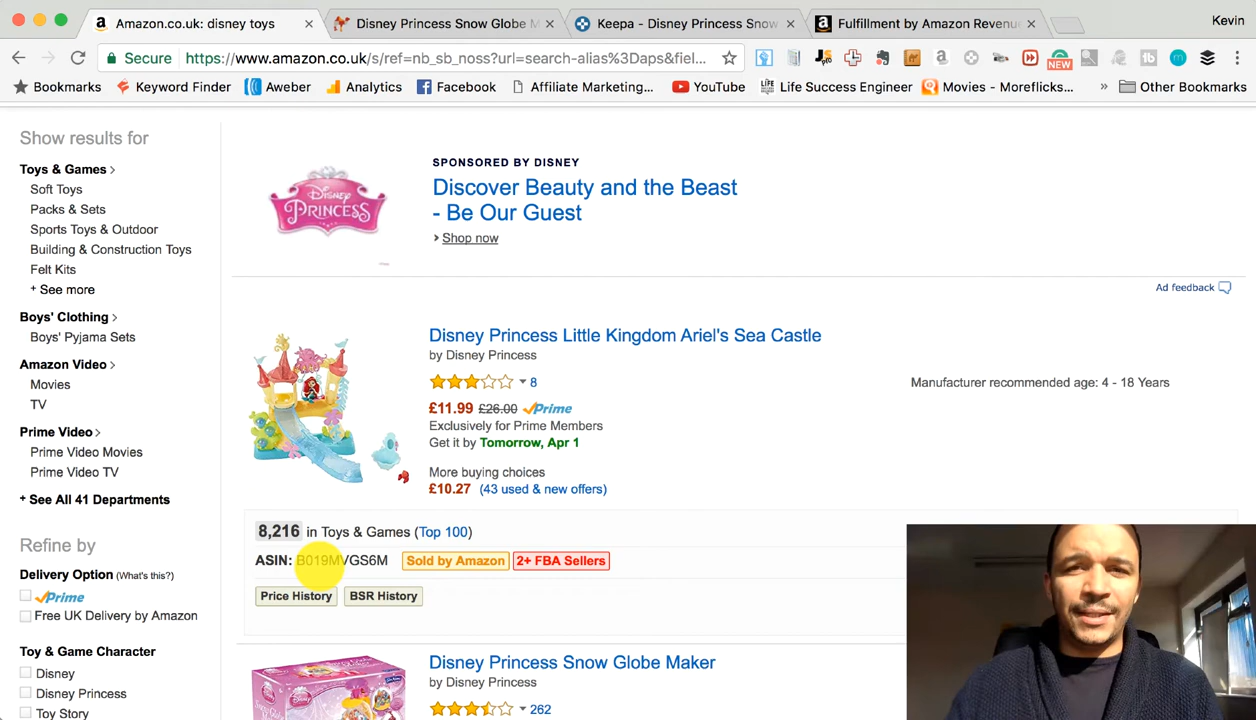 Amazon.co.uk: disney toys
Disney Princess Snow Globe M
Keepa - Disney Princess Snow
Fulfillment by Amazon Revenu
Kevin
Secure
https://www.amazon.co.uk/s/ref=nb_sb_noss?url=search-alias%3Daps&fiel...
NEW
Bookmarks
Keyword Finder
Aweber
Analytics
Facebook
Affiliate Marketing...
YouTube
Life Success Engineer
Movies - Moreflicks...
»
Other Bookmarks
Show results for
Toys & Games
Soft Toys
Packs & Sets
Sports Toys & Outdoor
Building & Construction Toys
Felt Kits
+ See more
Boys' Clothing
Boys' Pyjama Sets
Amazon Video
Movies
TV
Prime Video
Prime Video Movies
Prime Video TV
+ See All 41 Departments
Refine by
Delivery Option (What's this?)
Prime
Free UK Delivery by Amazon
Toy & Game Character
Disney
Disney Princess
Toy Story
Disney
PRINCESS
SPONSORED BY DISNEY
Discover Beauty and the Beast
- Be Our Guest
Shop now
Ad feedback
Disney Princess Little Kingdom Ariel's Sea Castle
by Disney Princess
8
£11.99 £26.00 Prime
Exclusively for Prime Members
Get it by Tomorrow, Apr 1
More buying choices
£10.27 (43 used & new offers)
Manufacturer recommended age: 4 - 18 Years
8,216 in Toys & Games (Top 100)
ASIN: B019MVGS6M Sold by Amazon 2+ FBA Sellers
Price History BSR History
Disney Princess Snow Globe Maker
by Disney Princess
262